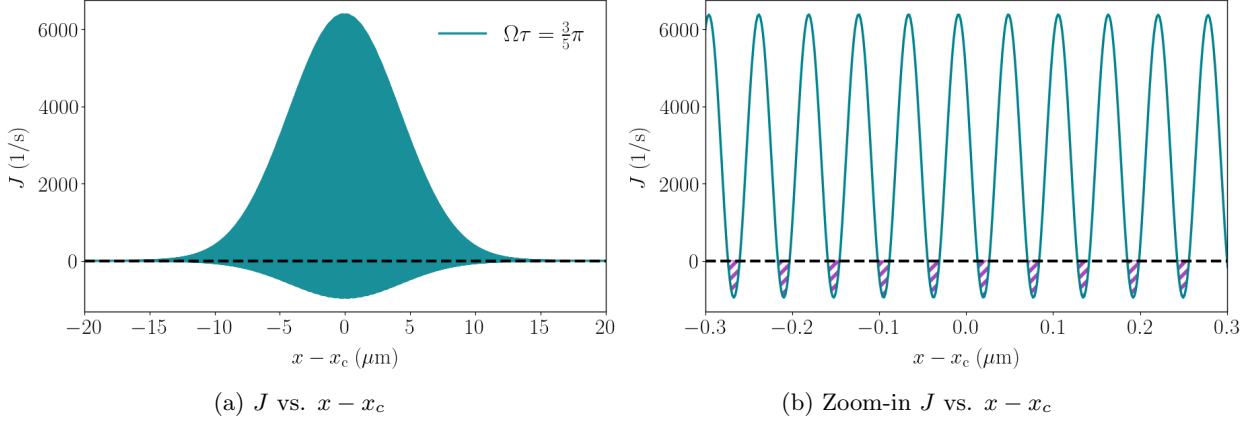 6000
4000
2000
0
J (1/s)
Ωτ = 3/5 π
−20 −15 −10 −5 0 5 10 15 20
x − x_c (μm)
(a) J vs. x − x_c
6000
4000
2000
0
J (1/s)
−0.3 −0.2 −0.1 0.0 0.1 0.2 0.3
x − x_c (μm)
(b) Zoom-in J vs. x − x_c